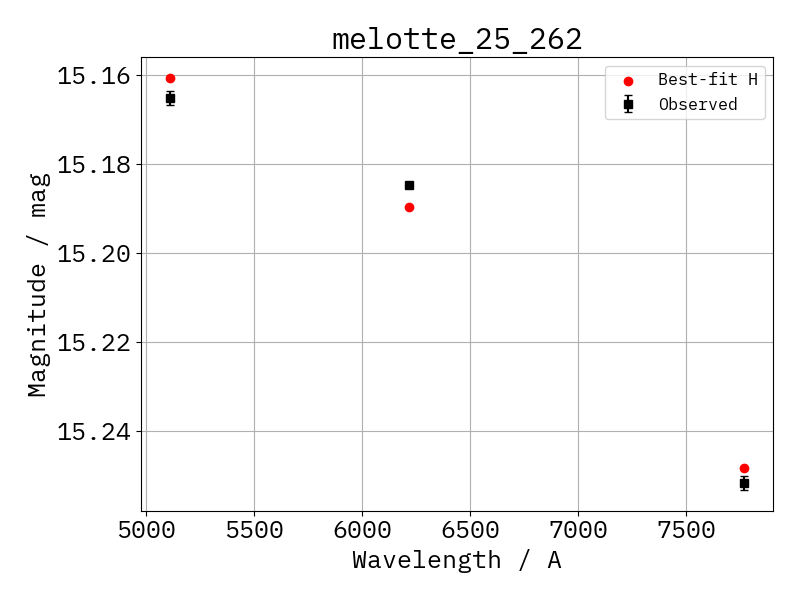 melotte_25_262
Best-fit H
Observed
Magnitude / mag
15.16
15.18
15.20
15.22
15.24
5000 5500 6000 6500 7000 7500
Wavelength / A